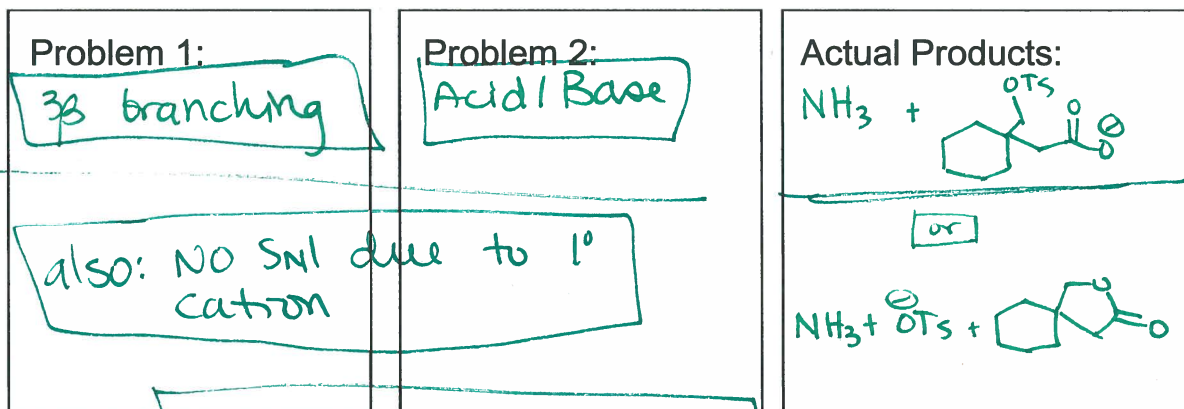 Problem 1:
3β branching
Problem 2:
Acid/Base
also: NO SN1 due to 1°
cation
Actual Products:
NH3 +
OTS
O
O⊖
or
NH3 + ⊖OTS +
O
O